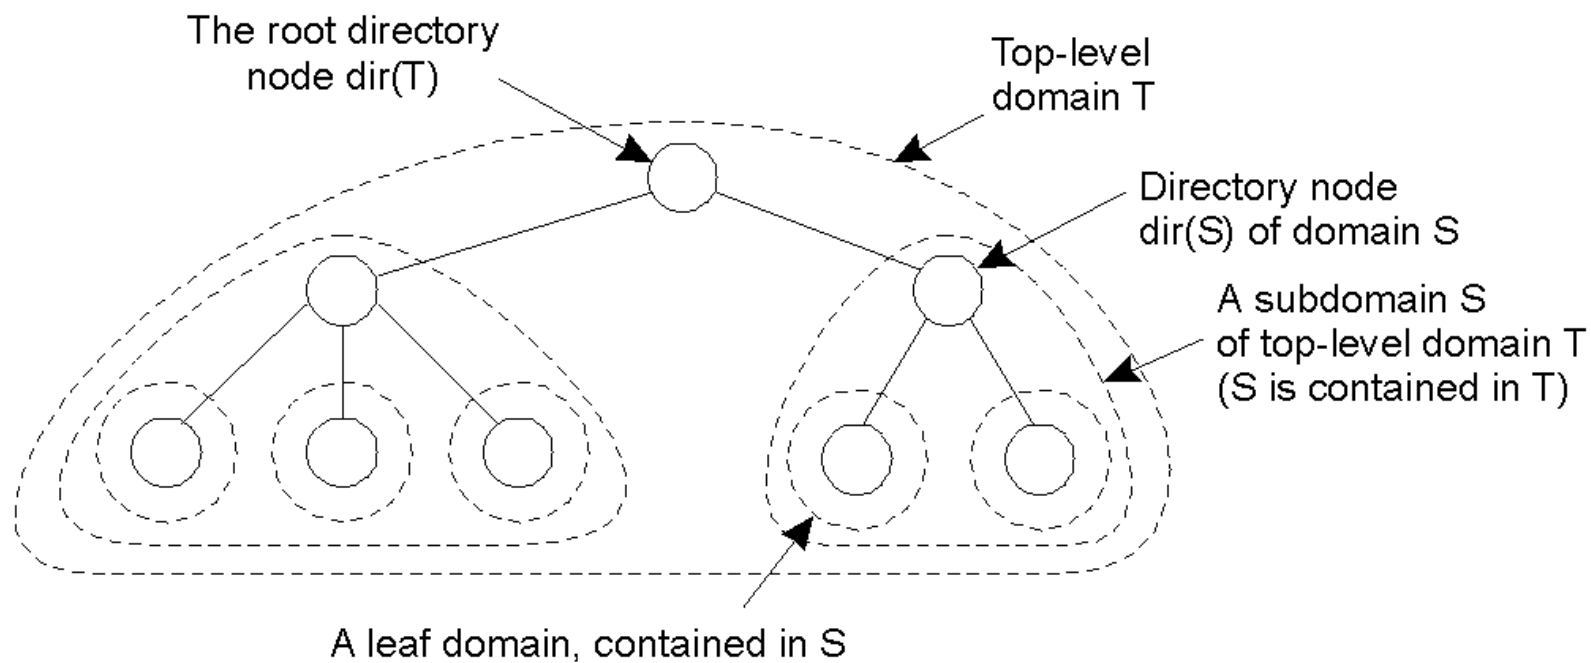 The root directory
node dir(T)
Top-level
domain T
Directory node
dir(S) of domain S
A subdomain S
of top-level domain T
(S is contained in T)
A leaf domain, contained in S